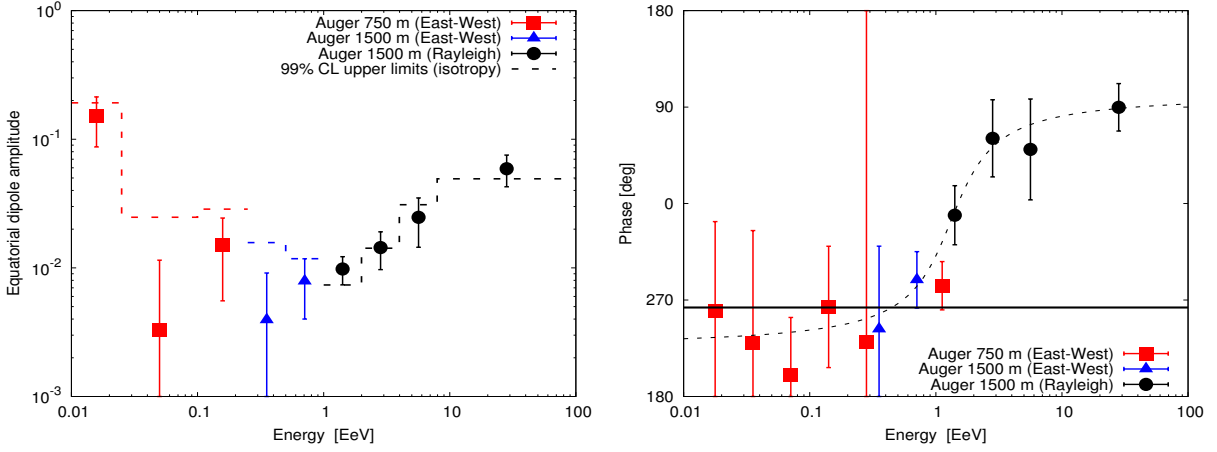 Auger 750 m (East-West)
Auger 1500 m (East-West)
Auger 1500 m (Rayleigh)
99% CL upper limits (isotropy)
10^0
10^-1
10^-2
10^-3
Equatorial dipole amplitude
0.01 0.1 1 10 100
Energy [EeV]
180
90
0
270
180
Phase [deg]
Auger 750 m (East-West)
Auger 1500 m (East-West)
Auger 1500 m (Rayleigh)
0.01 0.1 1 10 100
Energy [EeV]